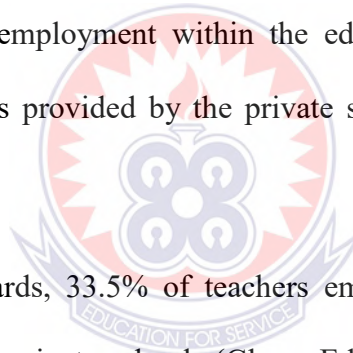 employment within the ed
s provided by the private s
ards, 33.5% of teachers em
EDUCATION FOR SERVICE